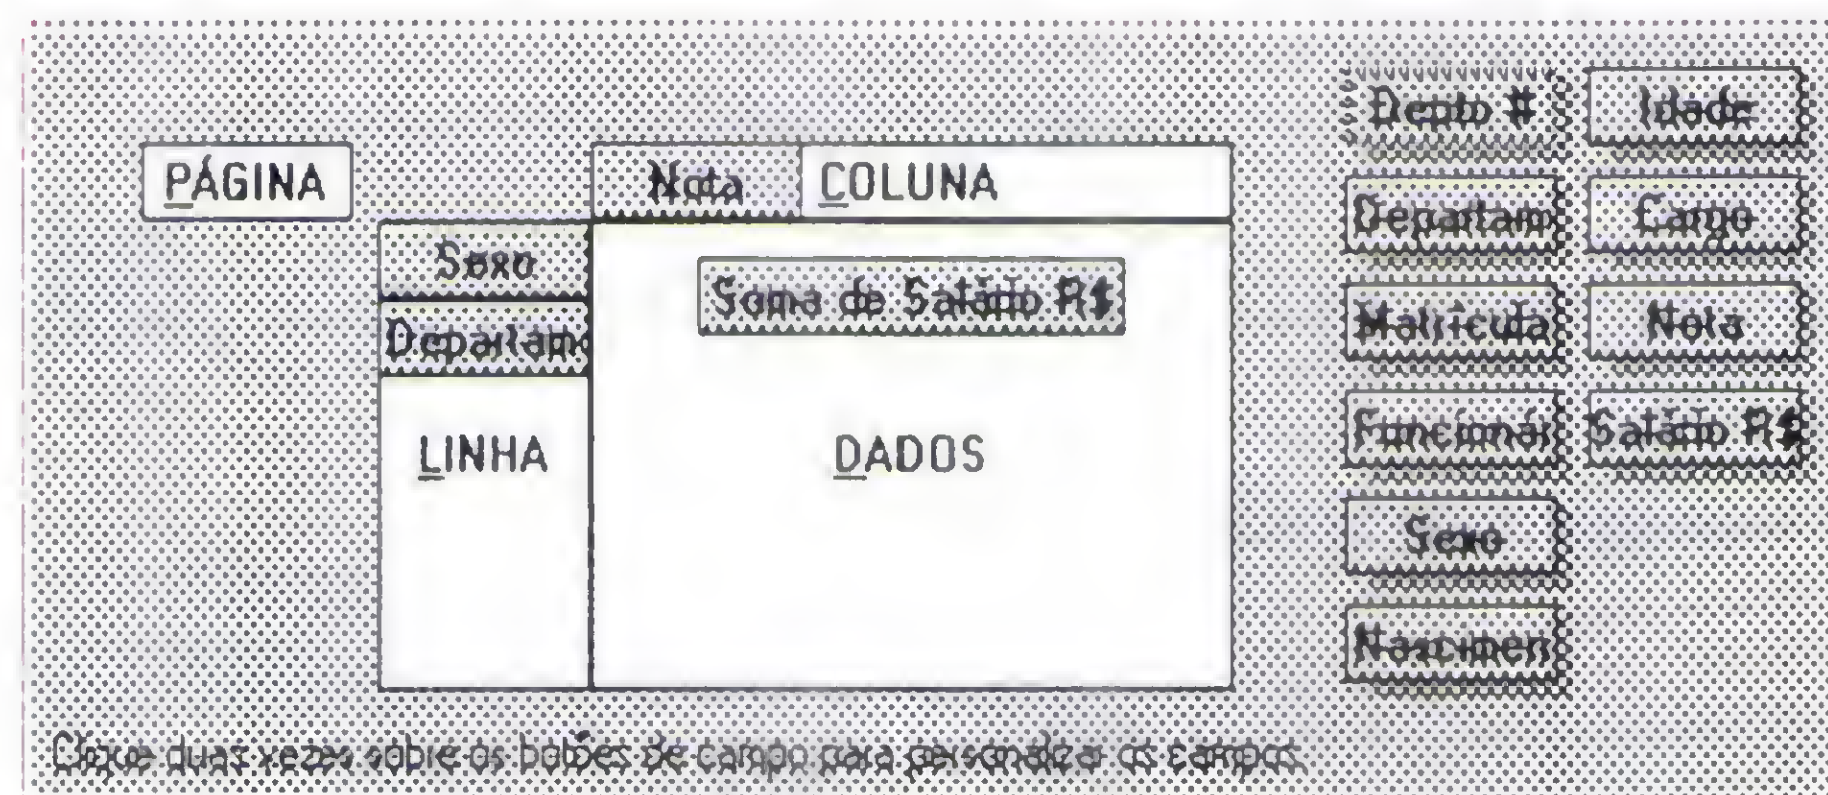 Depto # Idade
PÁGINA Nota COLUNA
Departam Cargo
Sexo
Soma de Salário R$
Departame
Matrícula Nota
LINHA DADOS
Funcionári Salário R$
Sexo
Nascimen
Clique duas vezes sobre os botões de campo para personalizar os campos.